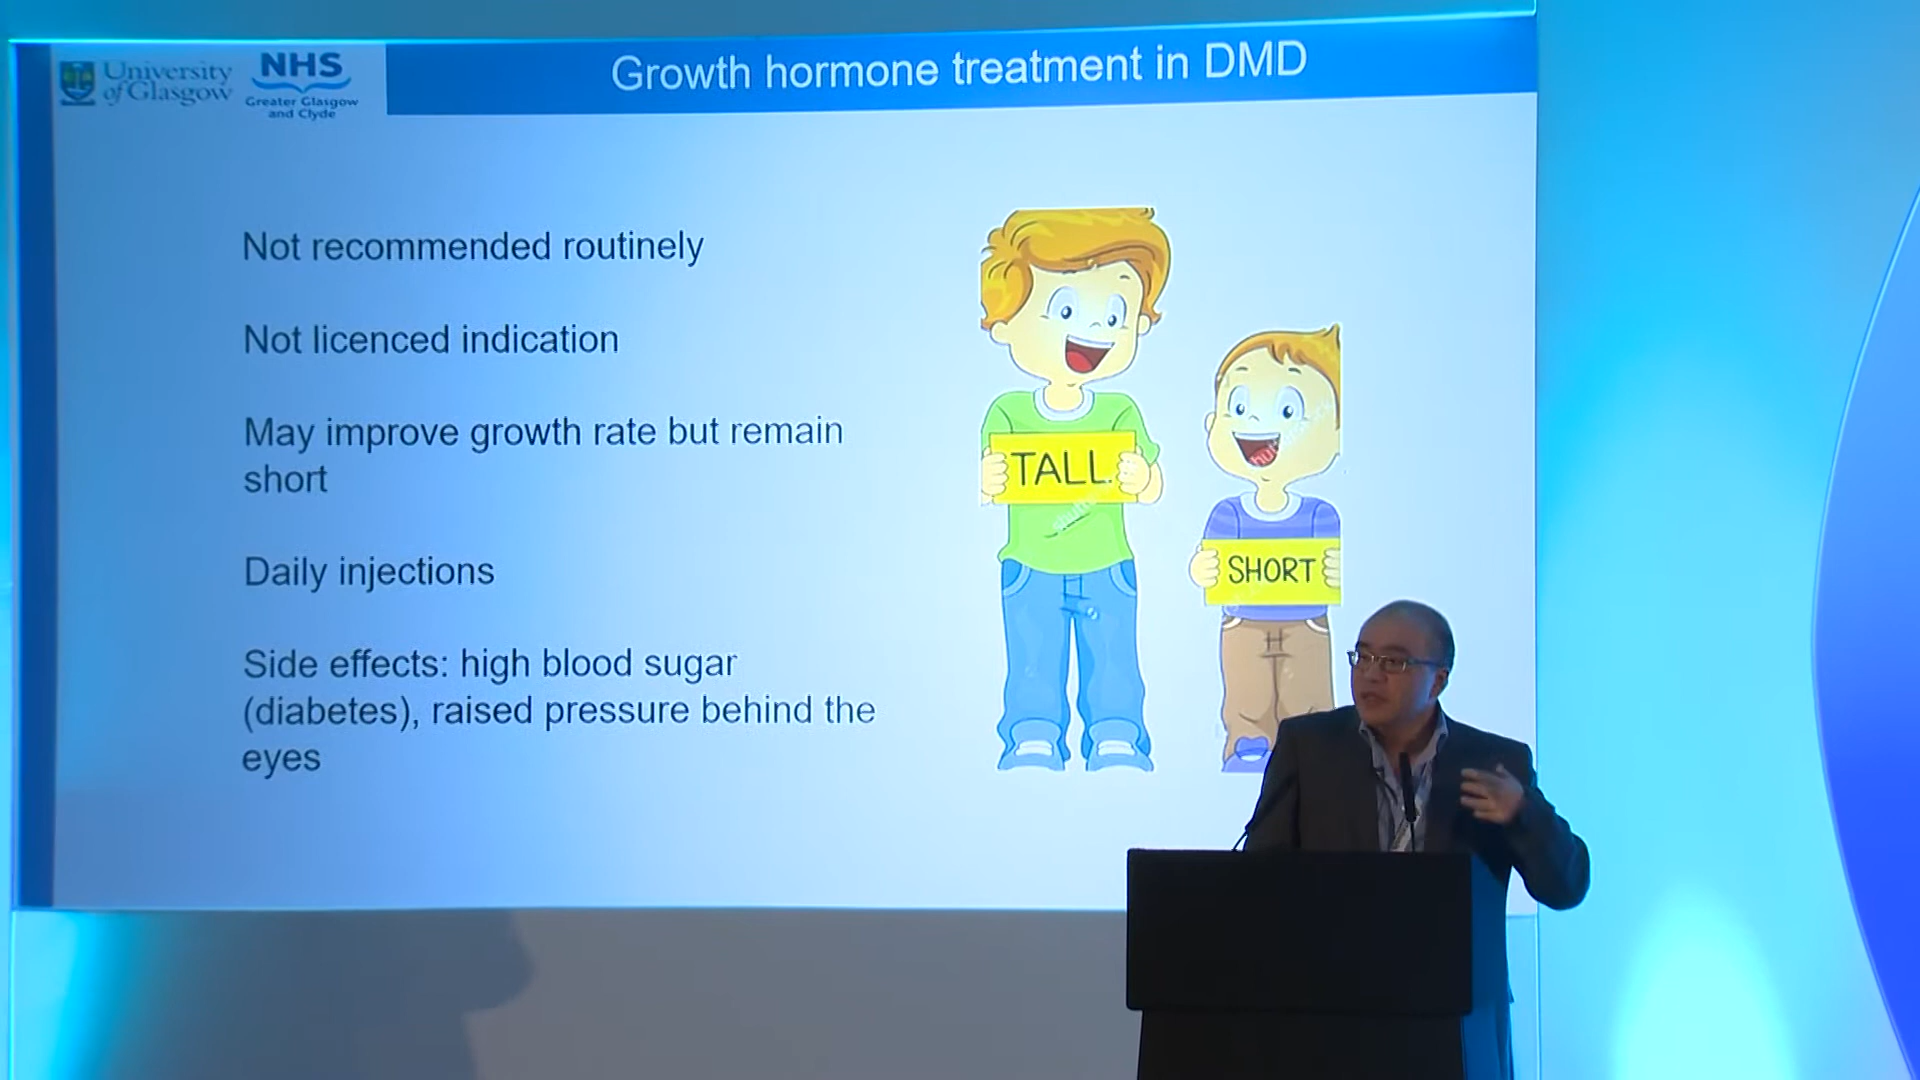 University
of Glasgow
NHS
Greater Glasgow
and Clyde
Growth hormone treatment in DMD
Not recommended routinely
Not licenced indication
May improve growth rate but remain
short
Daily injections
Side effects: high blood sugar
(diabetes), raised pressure behind the
eyes
TALL
SHORT